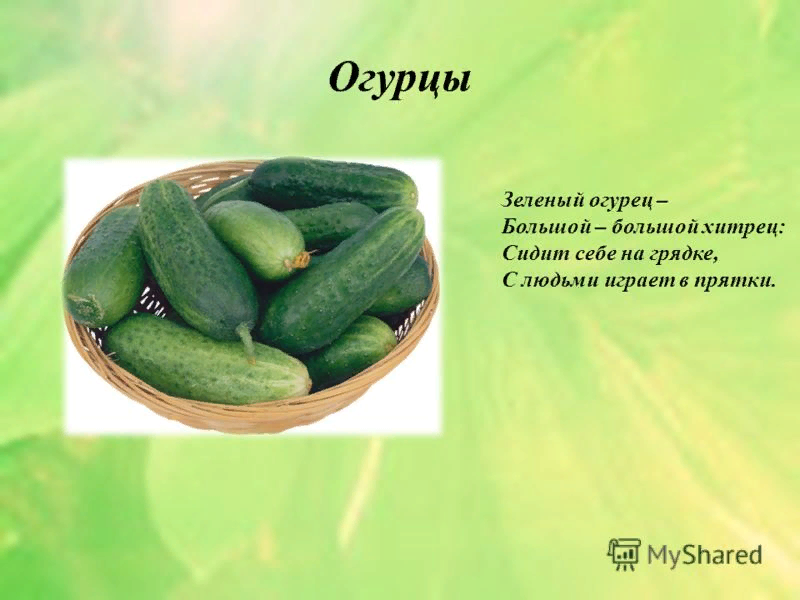 Огурцы
Зеленый огурец –
Большой – большой хитрец:
Сидит себе на грядке,
С людьми играет в прятки.
MyShared